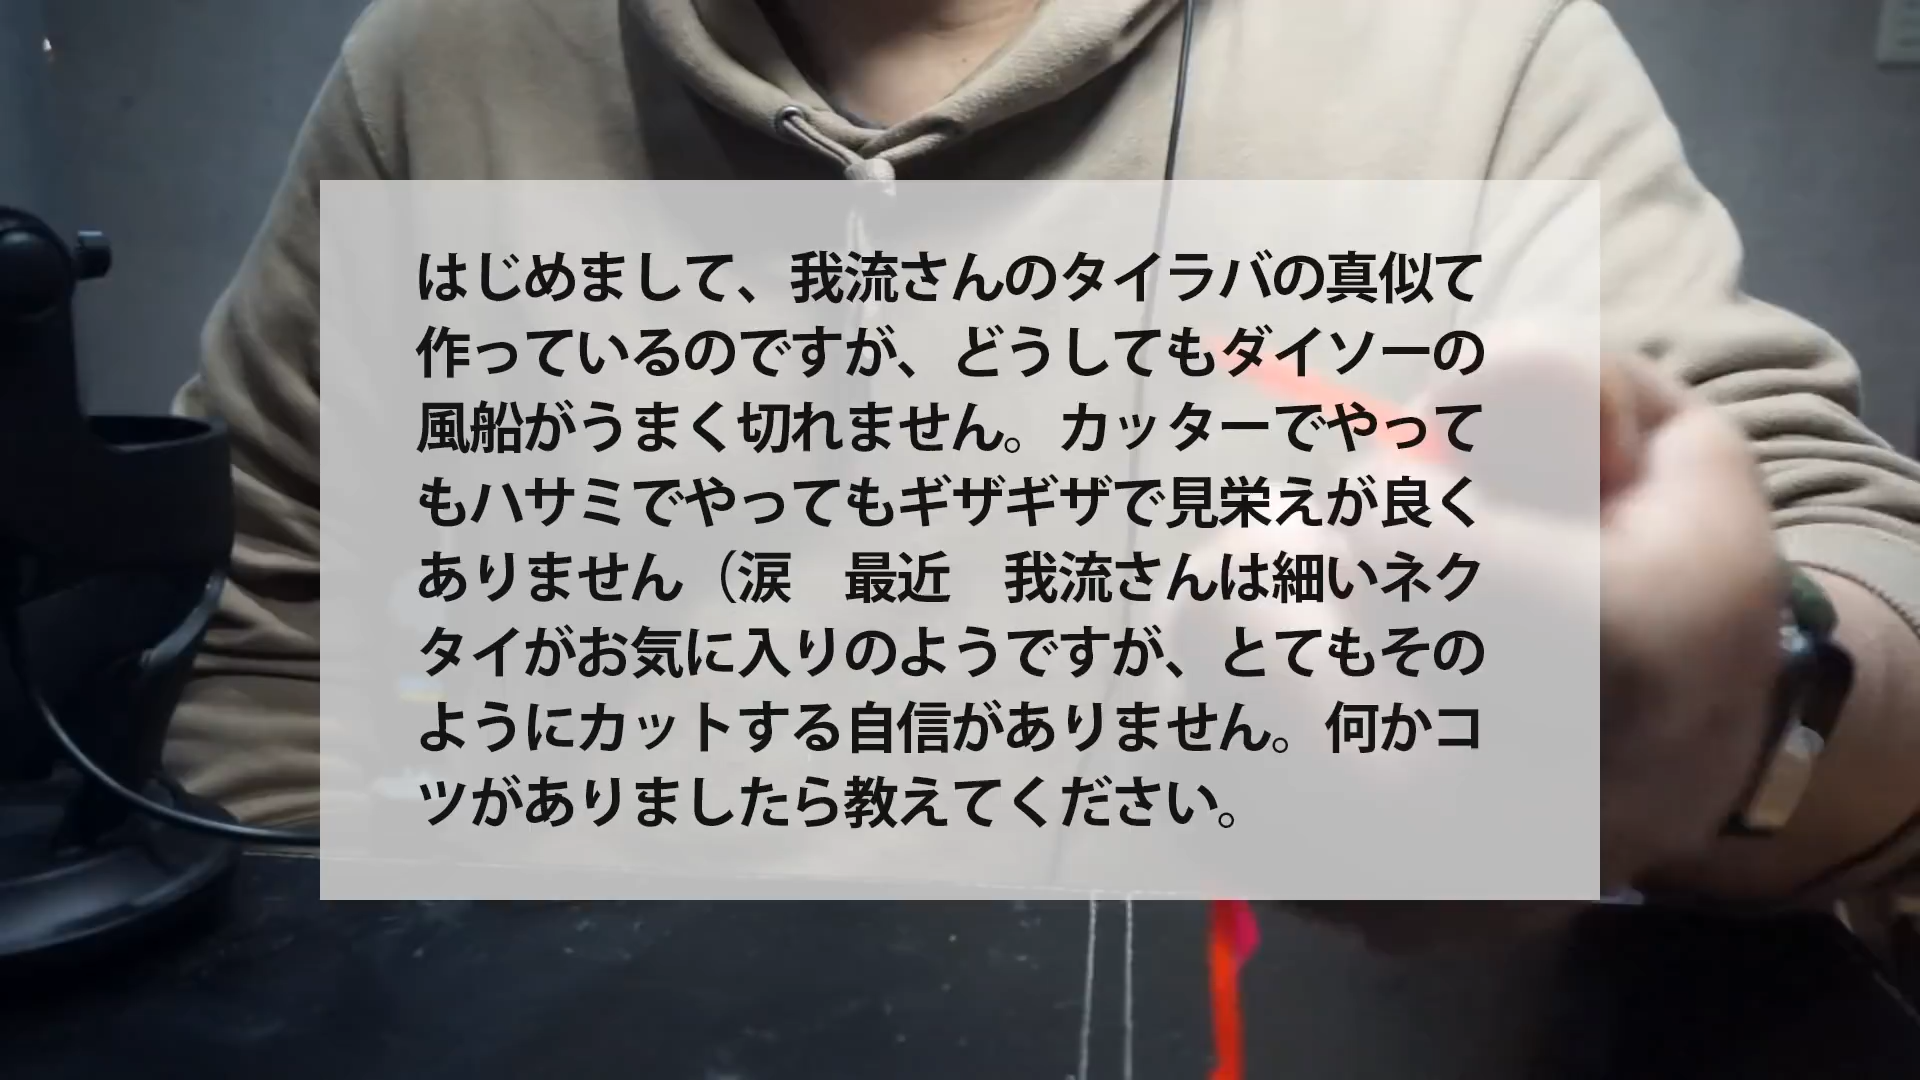 はじめまして、我流さんのタイラバの真似て
作っているのですが、どうしてもダイソーの
風船がうまく切れません。カッターでやって
もハサミでやってもギザギザで見栄えが良く
ありません（涙　最近　我流さんは細いネク
タイがお気に入りのようですが、とてもその
ようにカットする自信がありません。何かコ
ツがありましたら教えてください。